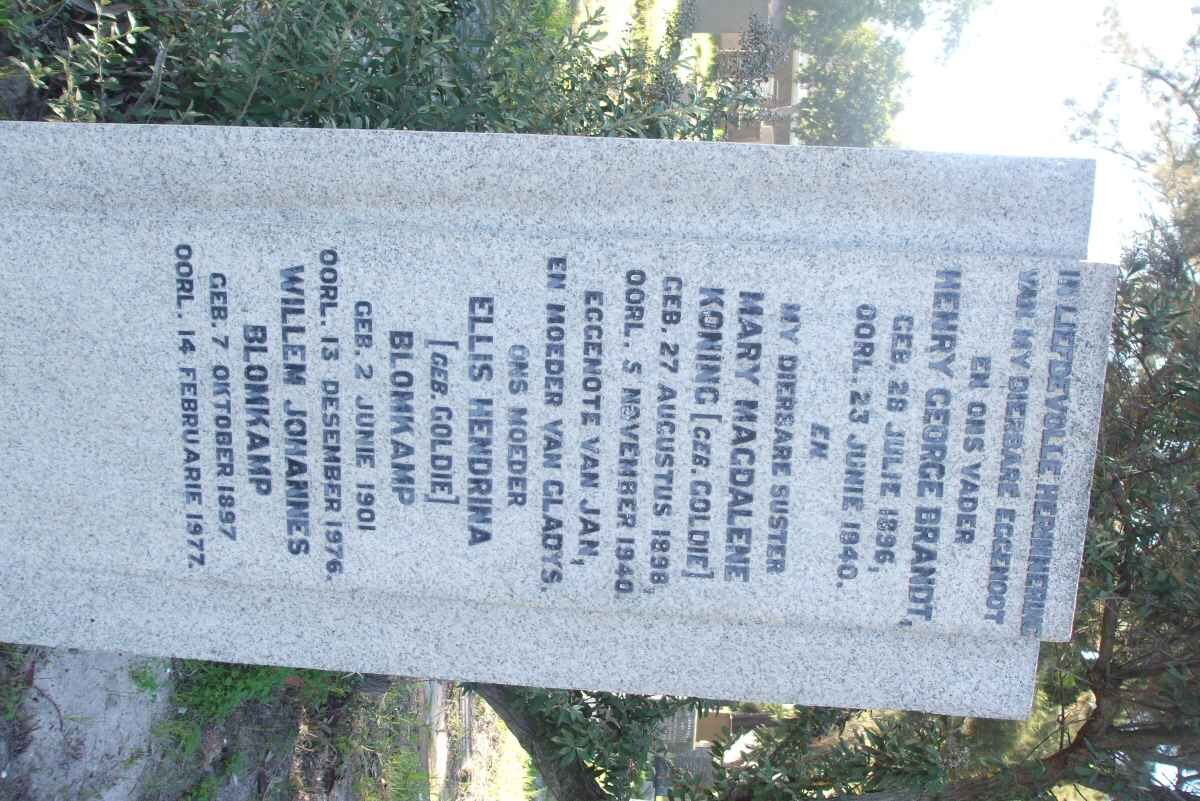 IN LIEFDEVOLLE HERINNERING
VAN MY DIERBARE EGGENOOT
EN ONS VADER
HENRY GEORGE BRANDT,
GEB. 26 JULIE 1896,
OORL. 23 JUNIE 1940.
EN
MY DIERBARE SUSTER
MARY MAGDALENE
KONING [GEB. GOLDIE]
GEB. 27 AUGUSTUS 1898,
OORL. 5 NOVEMBER 1940
EGGENOTE VAN JAN,
EN MOEDER VAN GLADYS.
ONS MOEDER
ELLIS HENDRINA
[GEB. GOLDIE]
BLOMKAMP
GEB. 2 JUNIE 1901
OORL. 13 DESEMBER 1976.
WILLEM JOHANNES
BLOMKAMP
GEB. 7 OKTOBER 1897
OORL. 14 FEBRUARIE 1977.